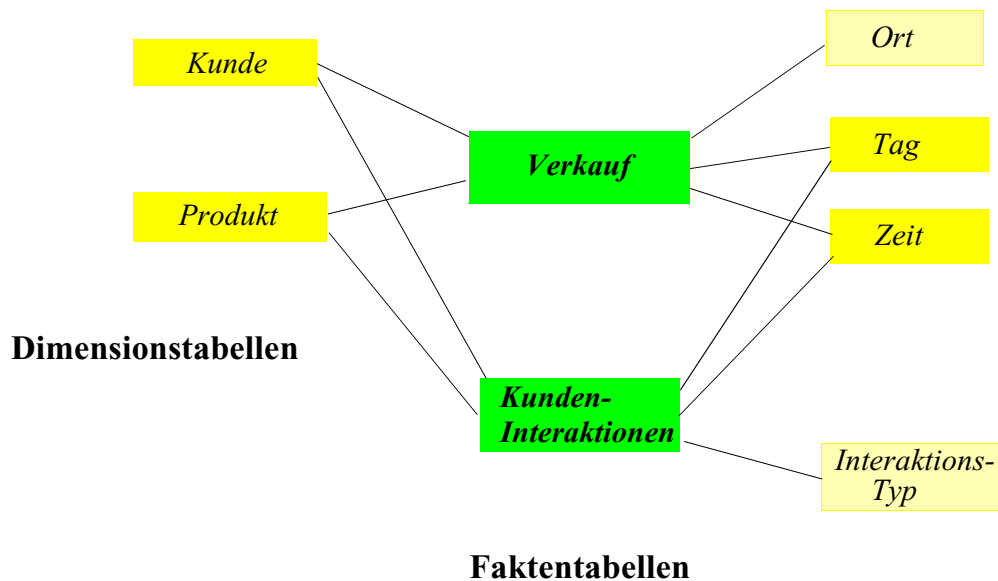 Ort
Kunde
Tag
Verkauf
Produkt
Zeit
Dimensionstabellen
Kunden-
Interaktionen
Interaktions-
Typ
Faktentabellen